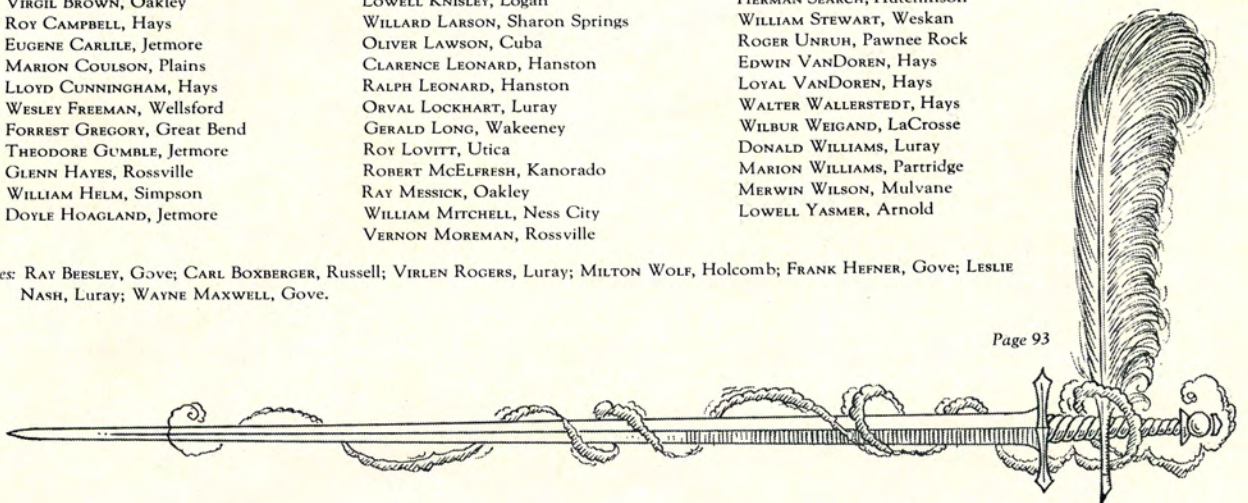 VIRGIL BROWN, Oakley
ROY CAMPBELL, Hays
EUGENE CARLILE, Jetmore
MARION COULSON, Plains
LLOYD CUNNINGHAM, Hays
WESLEY FREEMAN, Wellsford
FORREST GREGORY, Great Bend
THEODORE GUMBLE, Jetmore
GLENN HAYES, Rossville
WILLIAM HELM, Simpson
DOYLE HOAGLAND, Jetmore
LOWELL KNISLEY, Logan
WILLARD LARSON, Sharon Springs
OLIVER LAWSON, Cuba
CLARENCE LEONARD, Hanston
RALPH LEONARD, Hanston
ORVAL LOCKHART, Luray
GERALD LONG, Wakeeney
ROY LOVITT, Utica
ROBERT MCELFRESH, Kanorado
RAY MESSICK, Oakley
WILLIAM MITCHELL, Ness City
VERNON MOREMAN, Rossville
HERMAN SEARCH, Hutchinson
WILLIAM STEWART, Weskan
ROGER UNRUH, Pawnee Rock
EDWIN VANDOREN, Hays
LOYAL VANDOREN, Hays
WALTER WALLERSTEDT, Hays
WILBUR WEIGAND, LaCrosse
DONALD WILLIAMS, Luray
MARION WILLIAMS, Partridge
MERWIN WILSON, Mulvane
LOWELL YASMER, Arnold
RAY BEESLEY, Gove; CARL BOXBERGER, Russell; VIRLEN ROGERS, Luray; MILTON WOLF, Holcomb; FRANK HEFNER, Gove; LESLIE
NASH, Luray; WAYNE MAXWELL, Gove.
Page 93